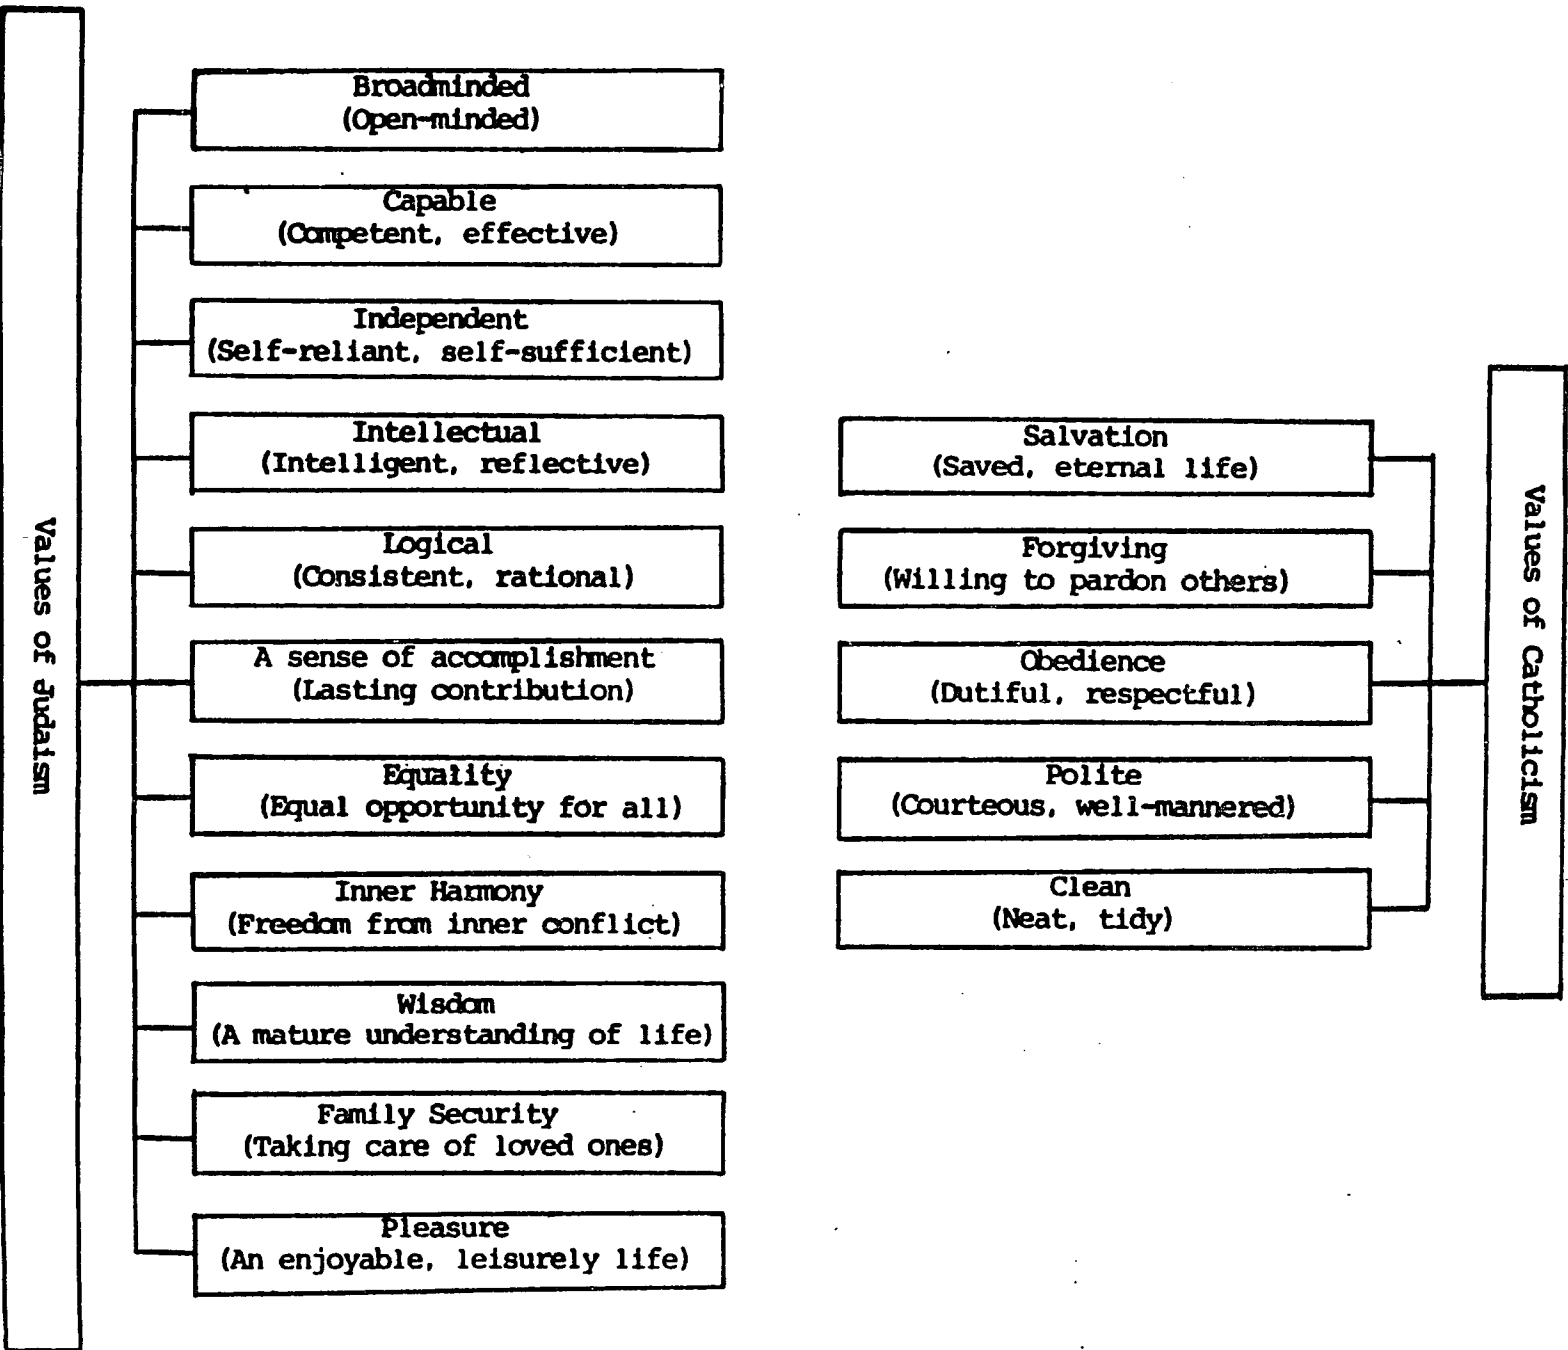 Values of Judaism
Broadminded
(Open-minded)
Capable
(Competent, effective)
Independent
(Self-reliant, self-sufficient)
Intellectual
(Intelligent, reflective)
Logical
(Consistent, rational)
A sense of accomplishment
(Lasting contribution)
Equality
(Equal opportunity for all)
Inner Harmony
(Freedom from inner conflict)
Wisdom
(A mature understanding of life)
Family Security
(Taking care of loved ones)
Pleasure
(An enjoyable, leisurely life)
Salvation
(Saved, eternal life)
Forgiving
(Willing to pardon others)
Obedience
(Dutiful, respectful)
Polite
(Courteous, well-mannered)
Clean
(Neat, tidy)
Values of Catholicism